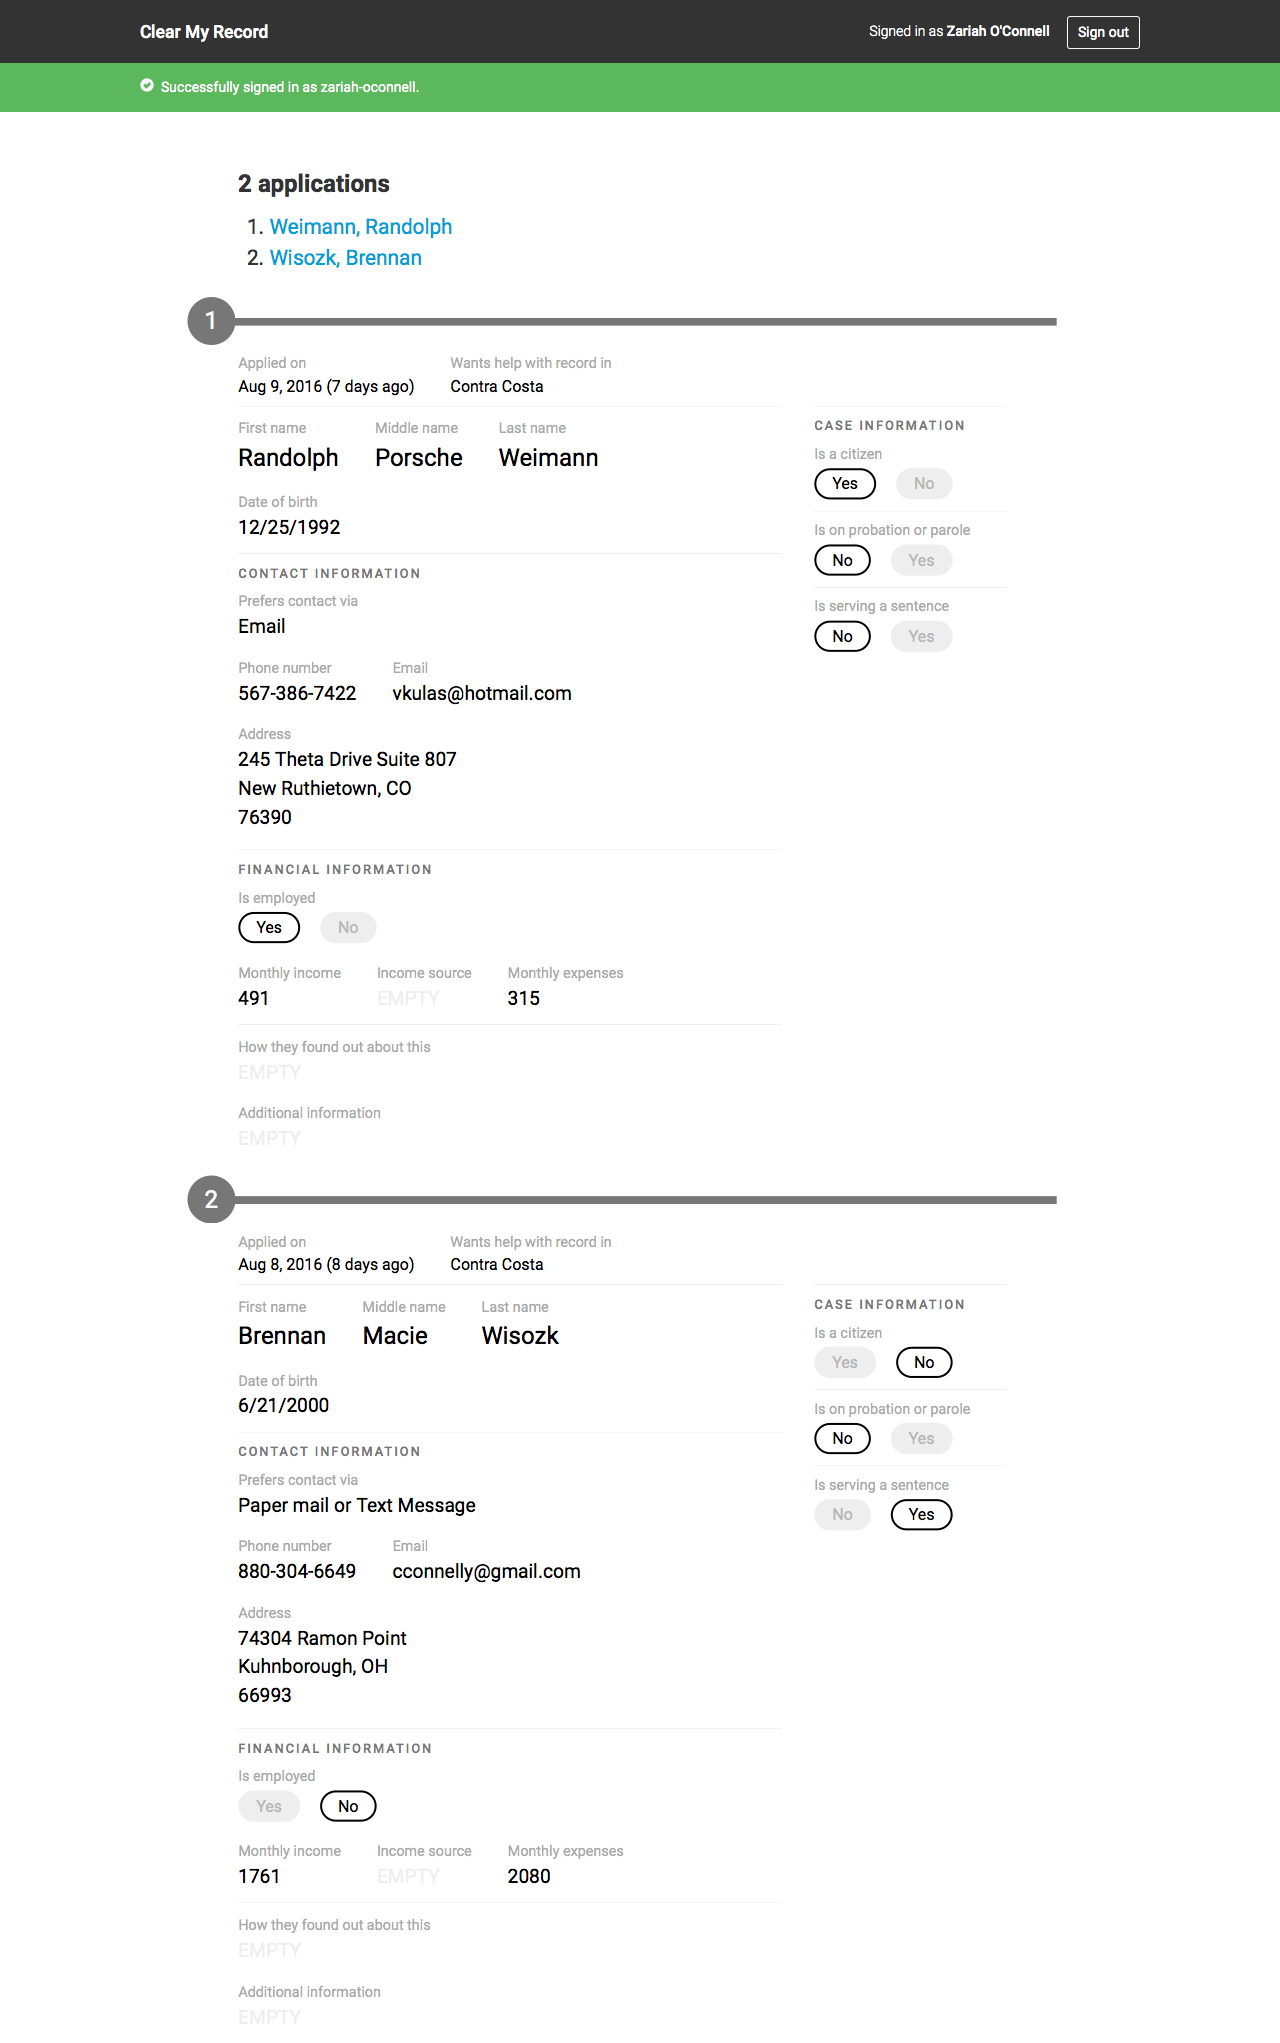 Clear My Record
Signed in as Zariah O'Connell Sign out
Successfully signed in as zariah-oconnell.
2 applications
1. Weimann, Randolph
2. Wisozk, Brennan
1
Applied on Wants help with record in
Aug 9, 2016 (7 days ago) Contra Costa
First name Middle name Last name
Randolph Porsche Weimann
Date of birth
12/25/1992
CONTACT INFORMATION
Prefers contact via
Email
Phone number Email
567-386-7422 vkulas@hotmail.com
Address
245 Theta Drive Suite 807
New Ruthietown, CO
76390
FINANCIAL INFORMATION
Is employed
Yes No
Monthly income Income source Monthly expenses
491 EMPTY 315
How they found out about this
EMPTY
Additional information
EMPTY
CASE INFORMATION
Is a citizen
Yes No
Is on probation or parole
No Yes
Is serving a sentence
No Yes
2
Applied on Wants help with record in
Aug 8, 2016 (8 days ago) Contra Costa
First name Middle name Last name
Brennan Macie Wisozk
Date of birth
6/21/2000
CONTACT INFORMATION
Prefers contact via
Paper mail or Text Message
Phone number Email
880-304-6649 cconnelly@gmail.com
Address
74304 Ramon Point
Kuhnborough, OH
66993
FINANCIAL INFORMATION
Is employed
Yes No
Monthly income Income source Monthly expenses
1761 EMPTY 2080
How they found out about this
EMPTY
Additional information
EMPTY
CASE INFORMATION
Is a citizen
Yes No
Is on probation or parole
No Yes
Is serving a sentence
No Yes